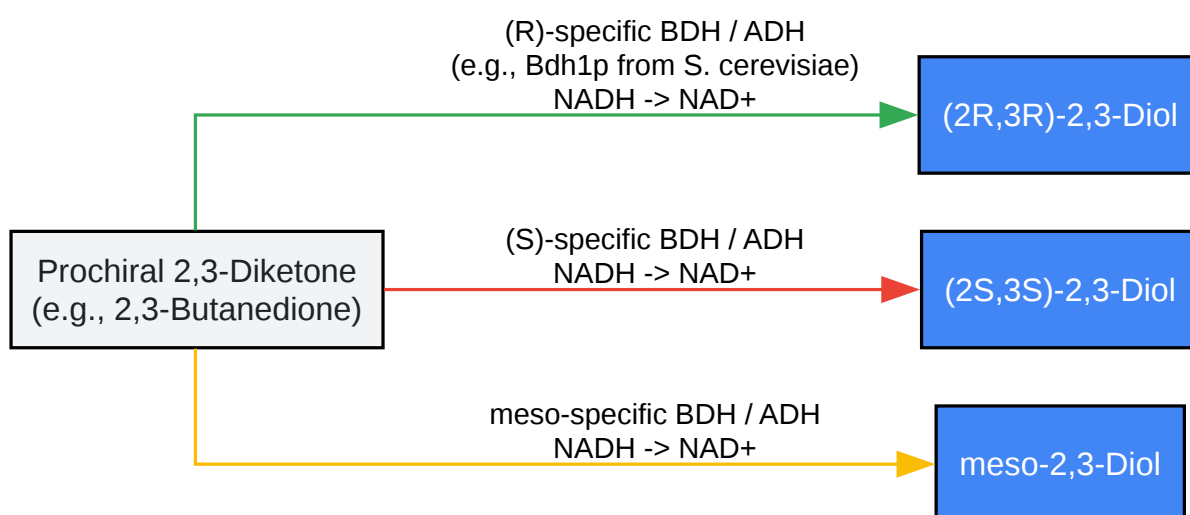 (R)-specific BDH / ADH
(e.g., Bdh1p from S. cerevisiae)
NADH -> NAD+
(2R,3R)-2,3-Diol
Prochiral 2,3-Diketone
(e.g., 2,3-Butanedione)
(S)-specific BDH / ADH
NADH -> NAD+
(2S,3S)-2,3-Diol
meso-specific BDH / ADH
NADH -> NAD+
meso-2,3-Diol